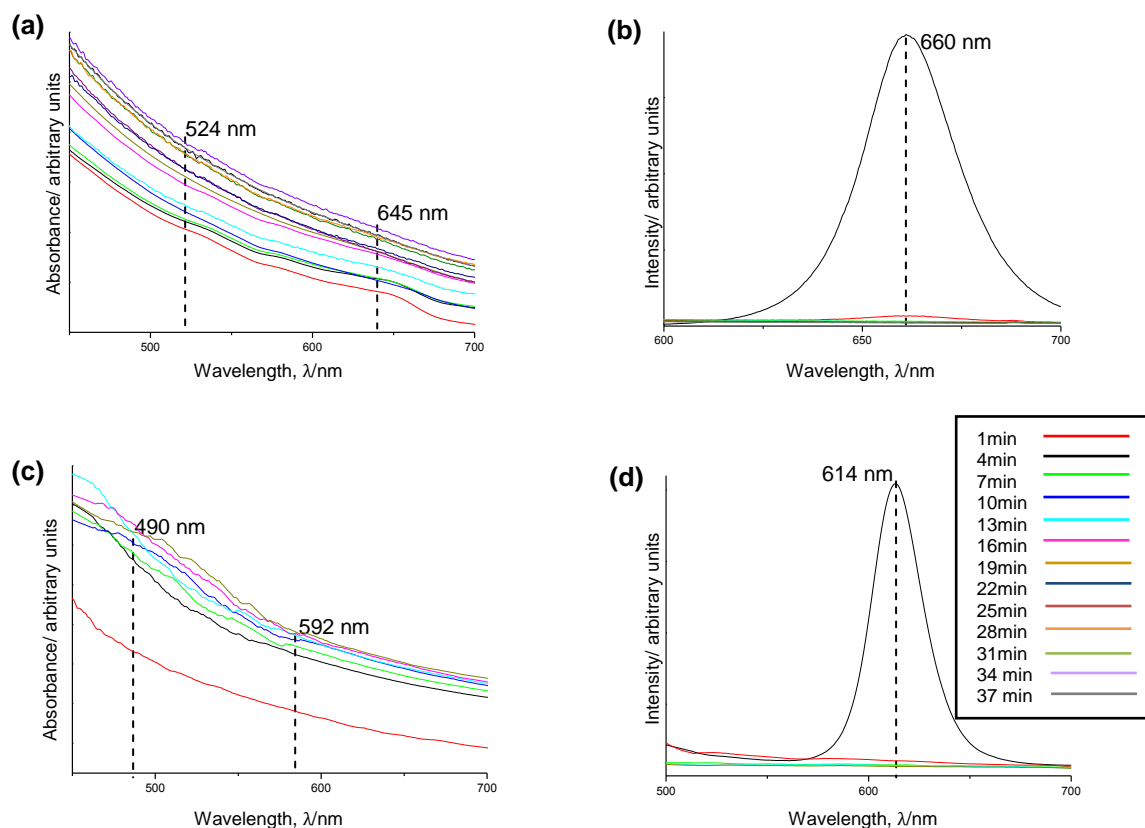 (a)
Absorbance/ arbitrary units
524 nm
645 nm
500
600
700
Wavelength, λ/nm
(b)
Intensity/ arbitrary units
660 nm
600
650
700
Wavelength, λ/nm
(c)
Absorbance/ arbitrary units
490 nm
592 nm
500
600
700
Wavelength, λ/nm
(d)
Intensity/ arbitrary units
614 nm
500
600
700
Wavelength, λ/nm
1min
4min
7min
10min
13min
16min
19min
22min
25min
28min
31min
34 min
37 min